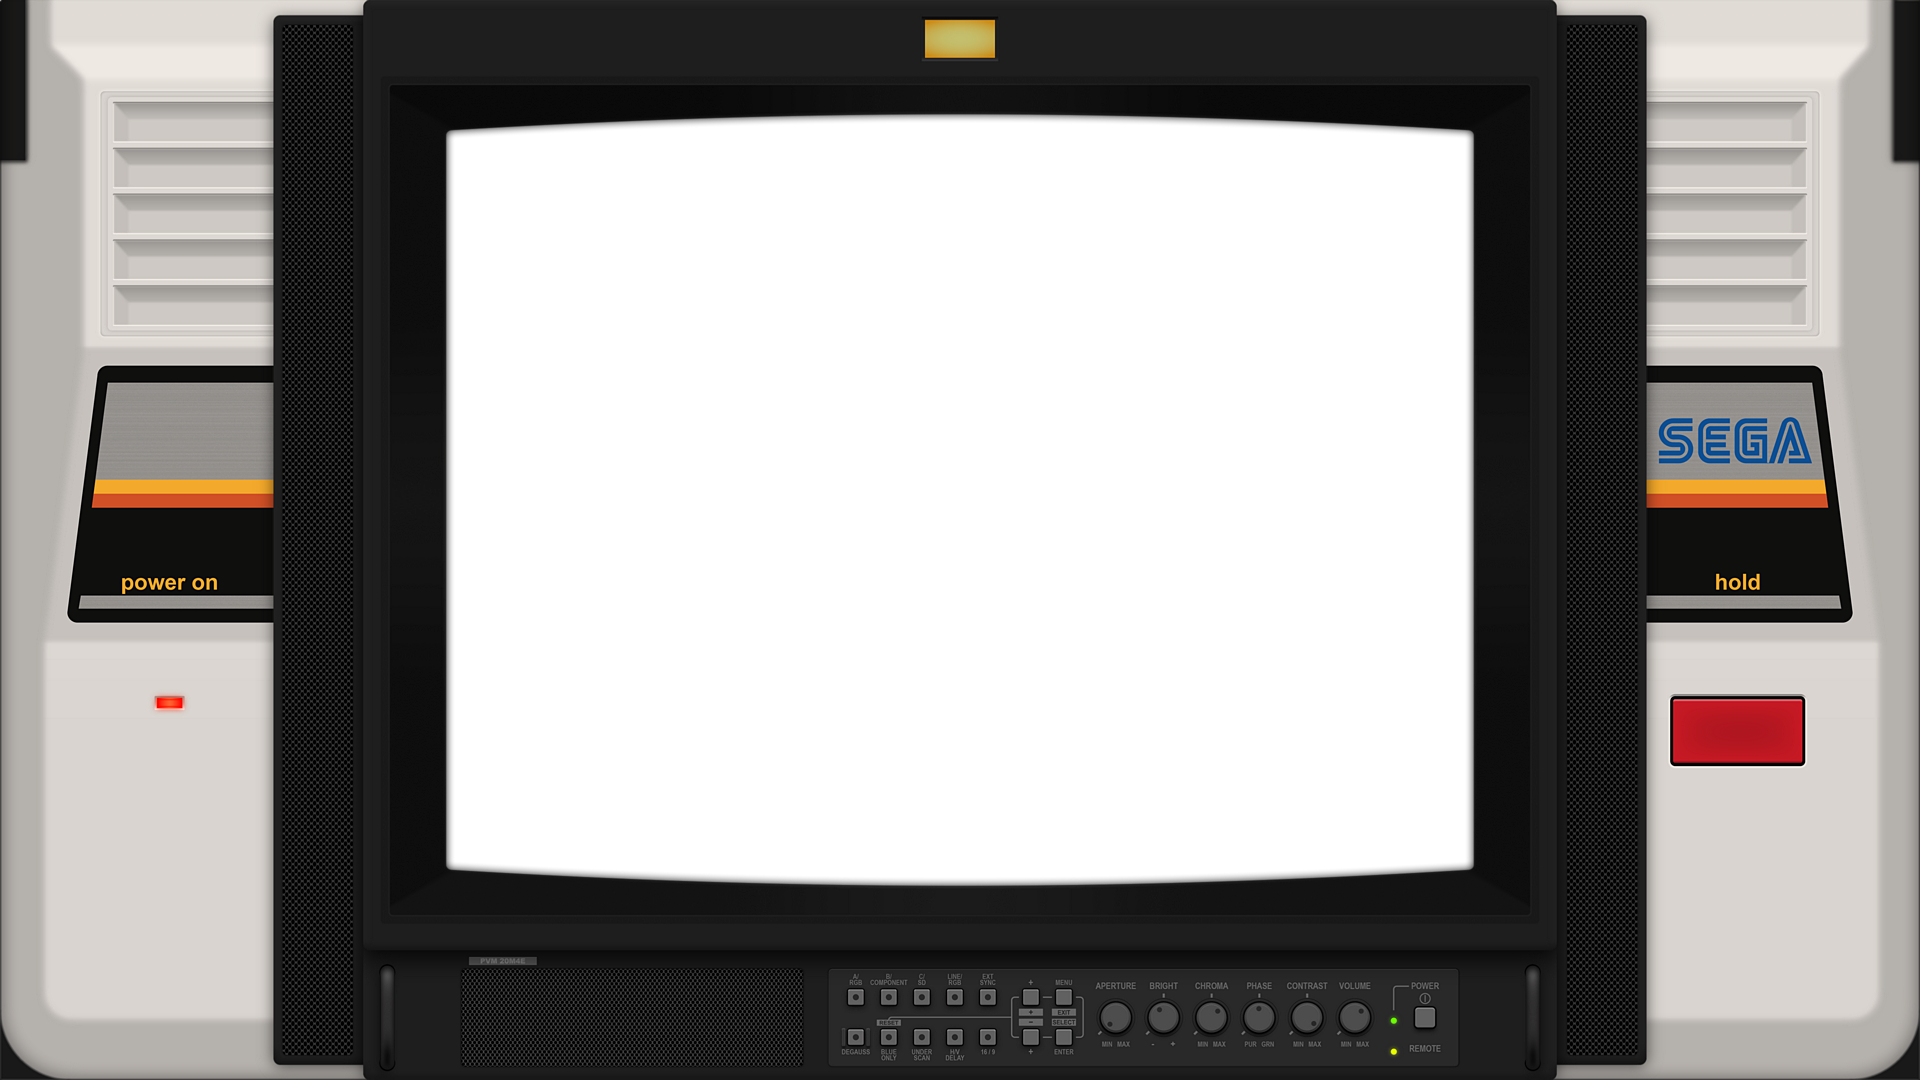 SEGA
power on
hold
PVM 20M4E
A/
RGB
B/
COMPONENT
C/
SD
LINE/
RGB
EXT
SYNC
+
MENU
APERTURE
BRIGHT
CHROMA
PHASE
CONTRAST
VOLUME
POWER
+
EXIT
RESET
−
SELECT
MIN MAX
- +
MIN MAX
PUR GRN
MIN MAX
MIN MAX
REMOTE
DEGAUSS
BLUE
ONLY
UNDER
SCAN
H/V
DELAY
16 / 9
+
ENTER